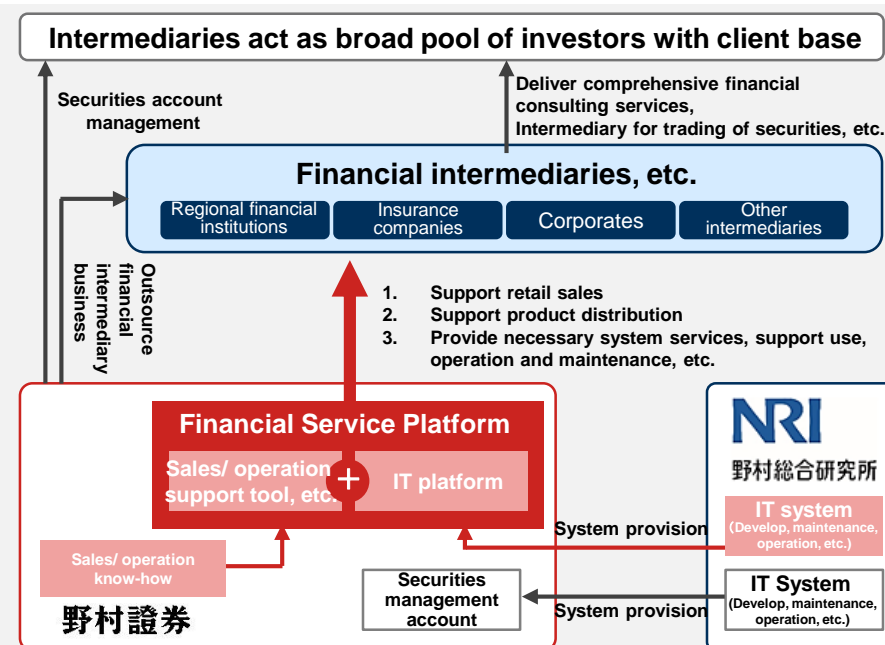 Intermediaries act as broad pool of investors with client base
Securities account
management
Deliver comprehensive financial
consulting services,
Intermediary for trading of securities, etc.
Financial intermediaries, etc.
Regional financial
institutions
Insurance
companies
Corporates
Other
intermediaries
Outsource
financial
intermediary
business
1. Support retail sales
2. Support product distribution
3. Provide necessary system services, support use,
operation and maintenance, etc.
Financial Service Platform
Sales/ operation
support tool, etc.
+
IT platform
NRI
野村総合研究所
System provision
IT system
(Develop, maintenance,
operation, etc.)
Sales/ operation
know-how
野村證券
Securities
management
account
System provision
IT System
(Develop, maintenance,
operation, etc.)